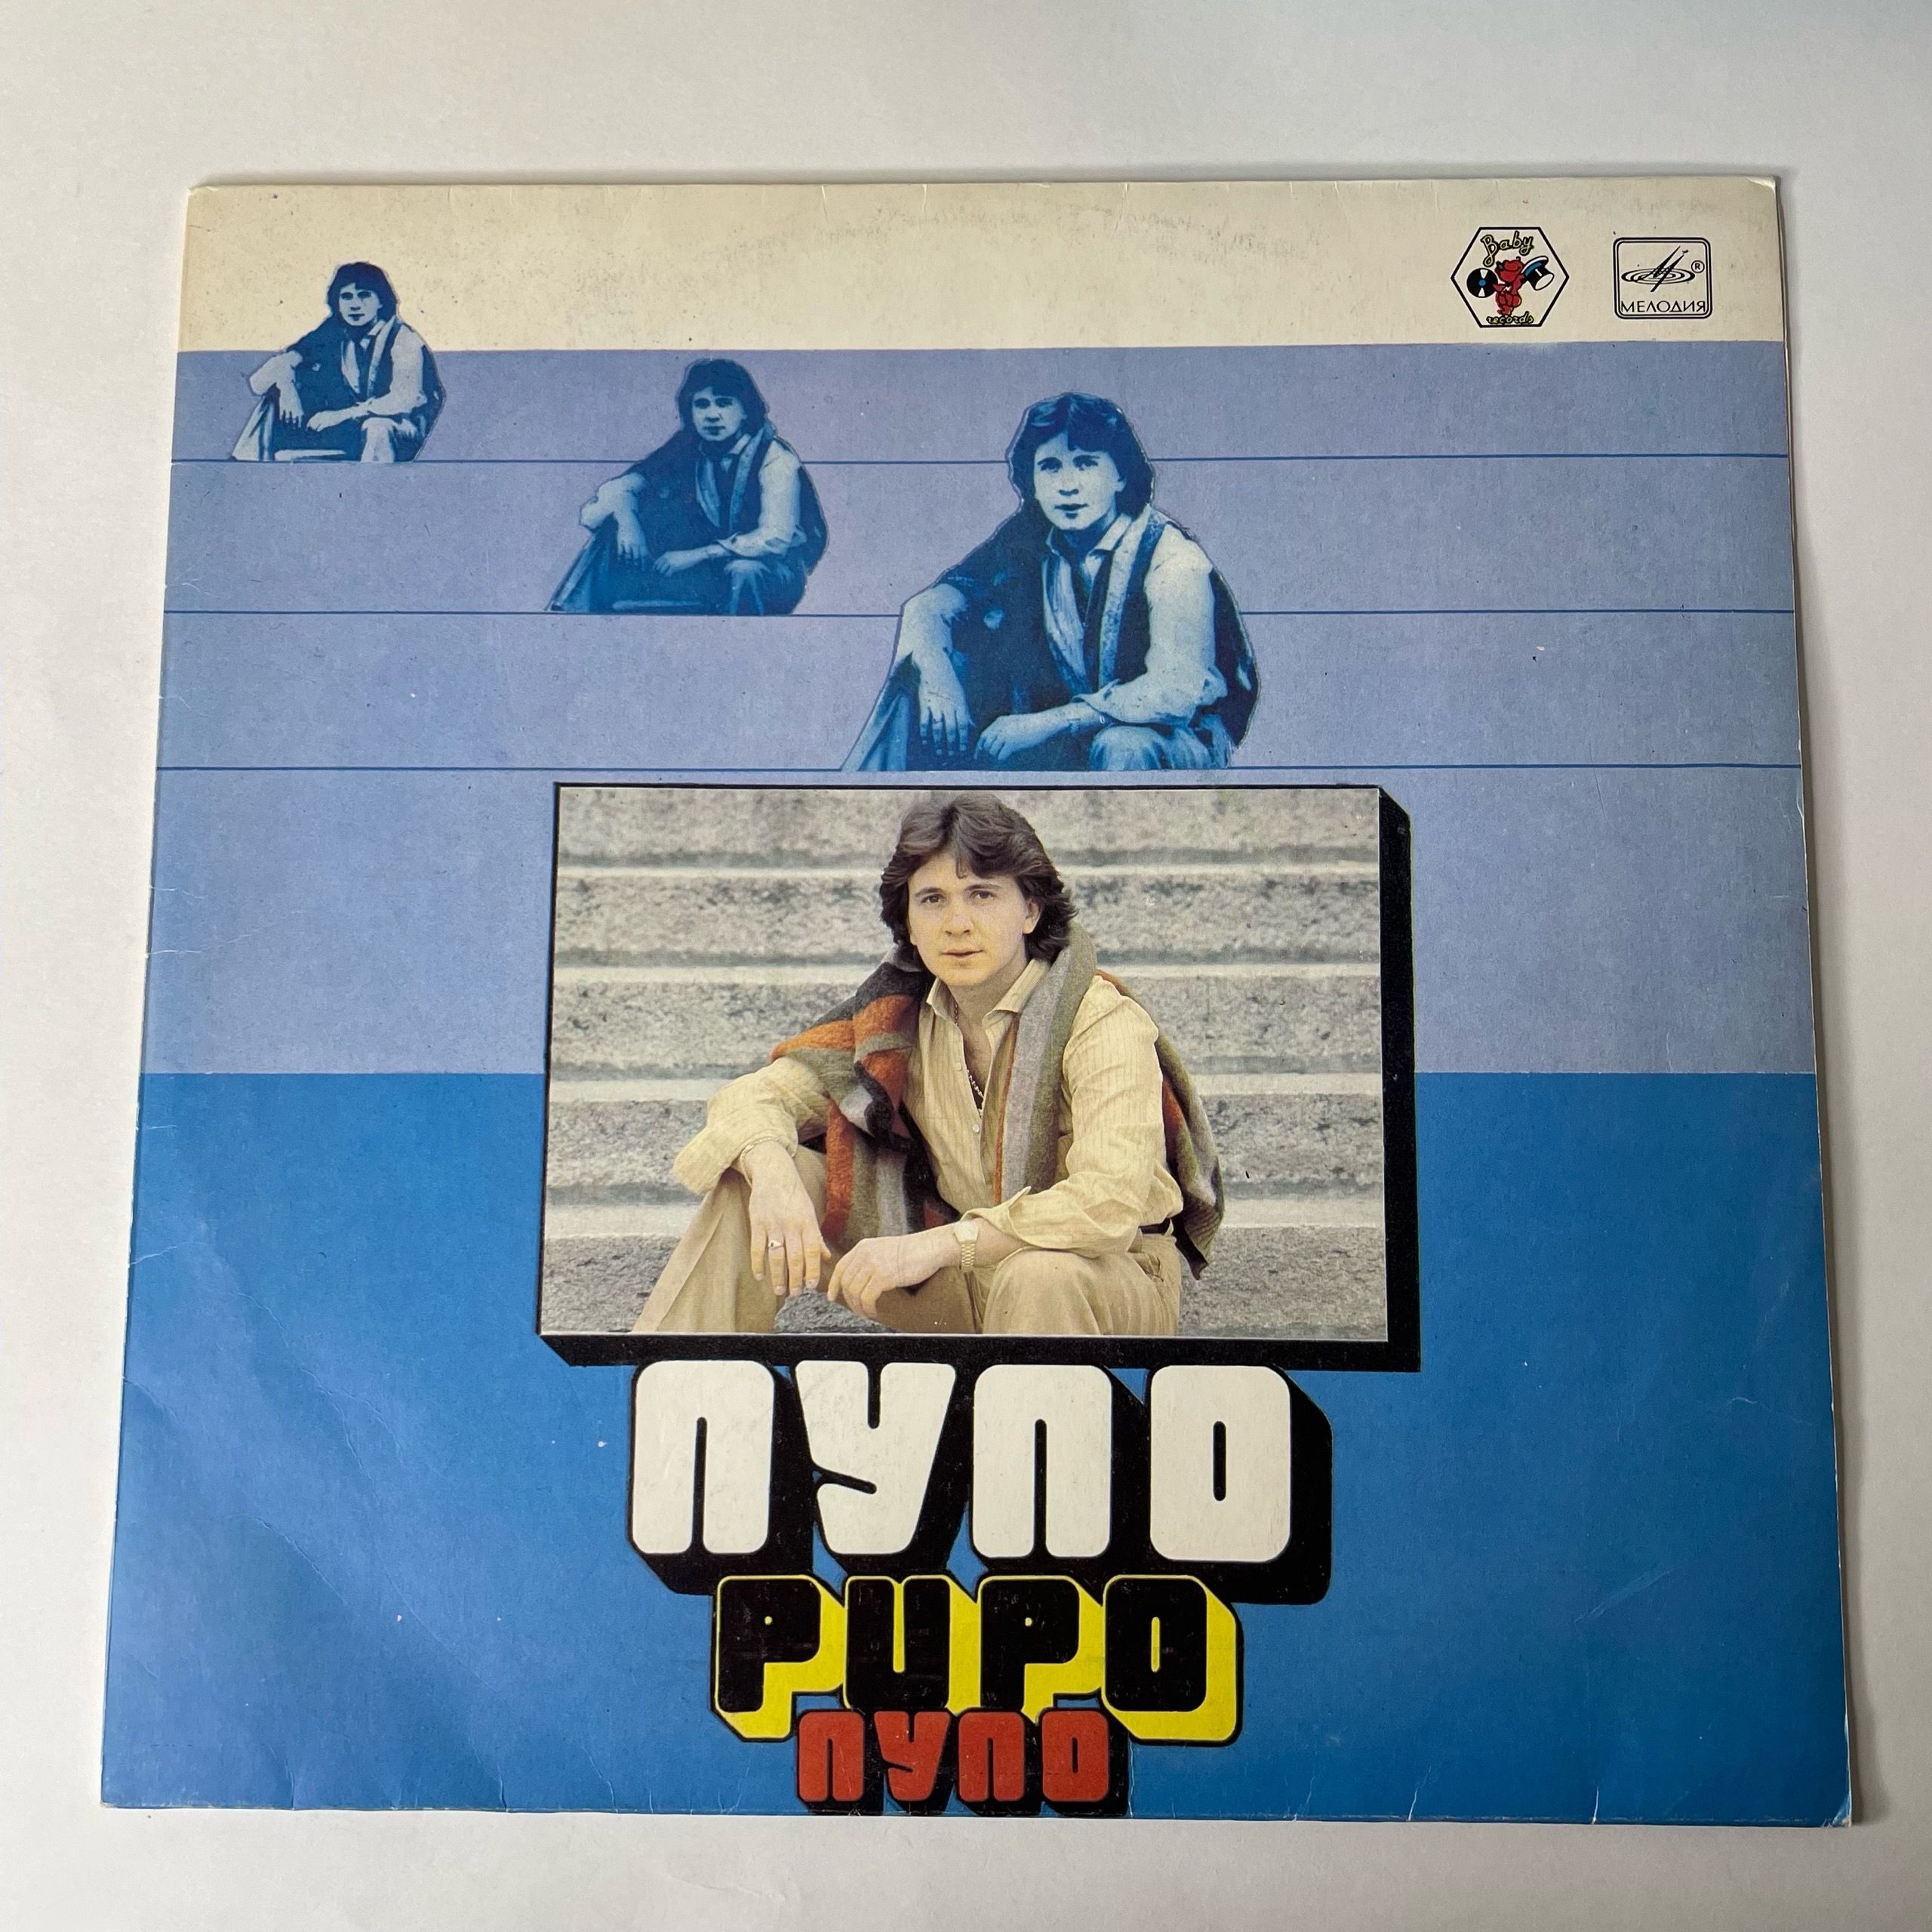 Baby
records
МЕЛОДИЯ
®
ПУПО
PUPO
ПУПО